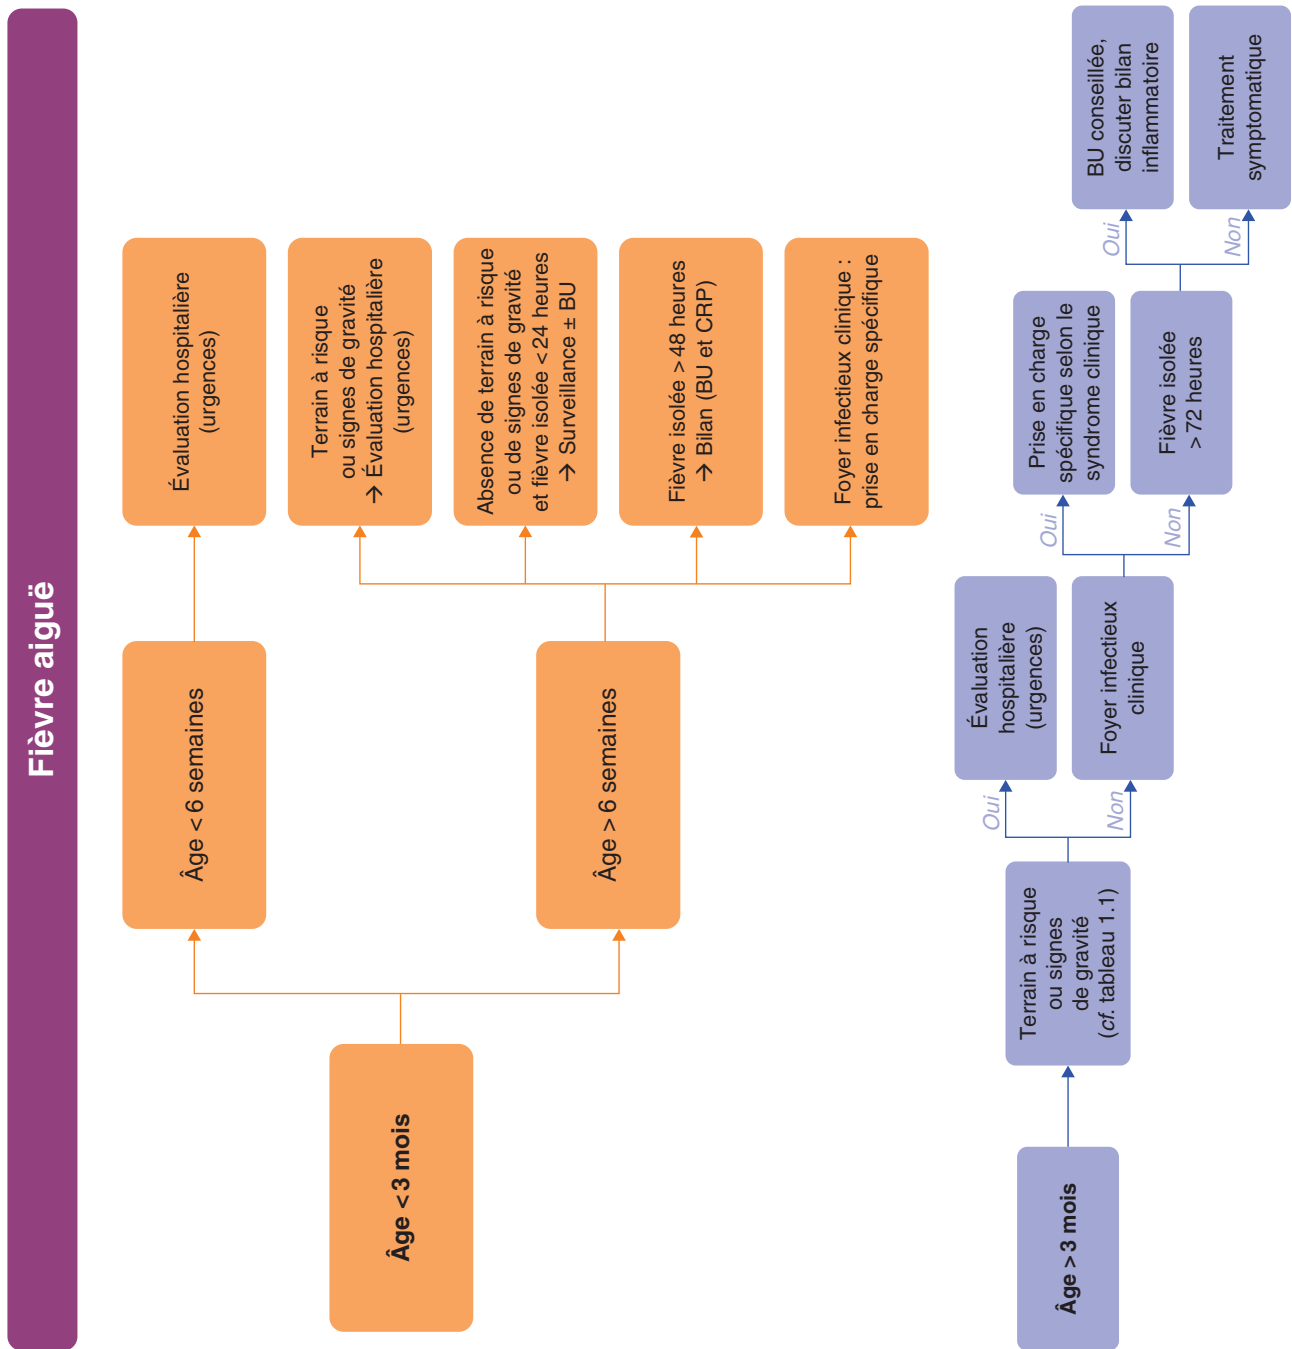 Fièvre aiguë
Âge < 3 mois
Âge < 6 semaines
Évaluation hospitalière
(urgences)
Âge > 6 semaines
Terrain à risque
ou signes de gravité
→ Évaluation hospitalière
(urgences)
Absence de terrain à risque
ou de signes de gravité
et fièvre isolée < 24 heures
→ Surveillance ± BU
Fièvre isolée > 48 heures
→ Bilan (BU et CRP)
Foyer infectieux clinique :
prise en charge spécifique
Âge > 3 mois
Terrain à risque
ou signes
de gravité
(cf. tableau 1.1)
Oui
Évaluation
hospitalière
(urgences)
Non
Foyer infectieux
clinique
Oui
Prise en charge
spécifique selon le
syndrome clinique
Non
Fièvre isolée
> 72 heures
Oui
BU conseillée,
discuter bilan
inflammatoire
Non
Traitement
symptomatique